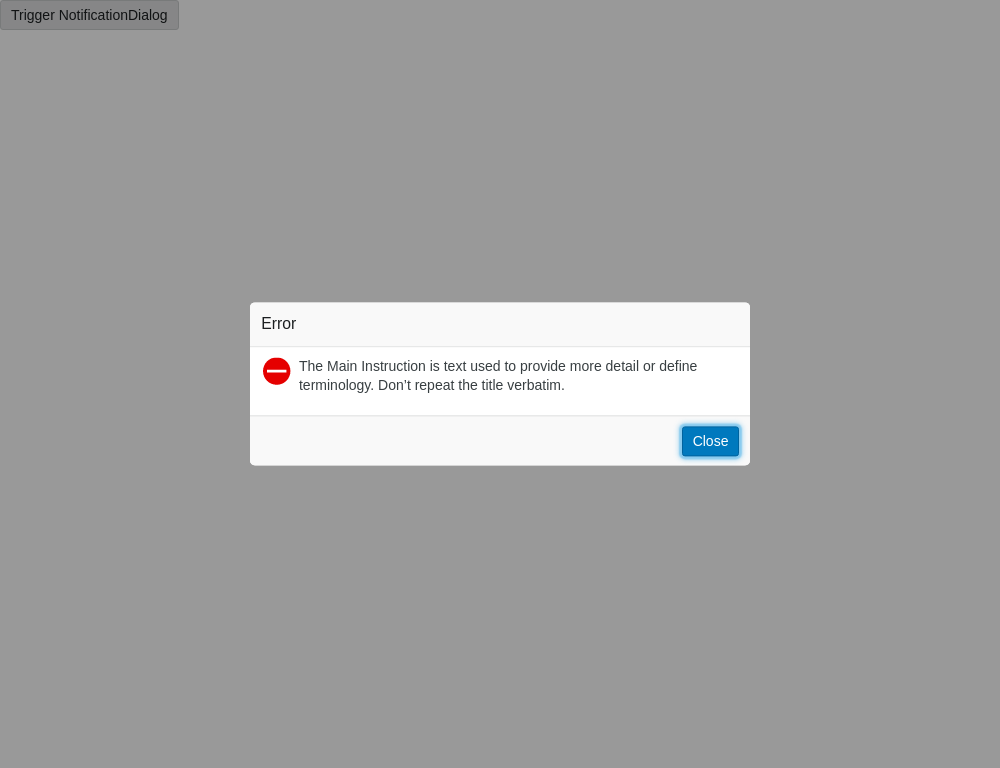 Trigger NotificationDialog
Error
The Main Instruction is text used to provide more detail or define
terminology. Don’t repeat the title verbatim.
Close